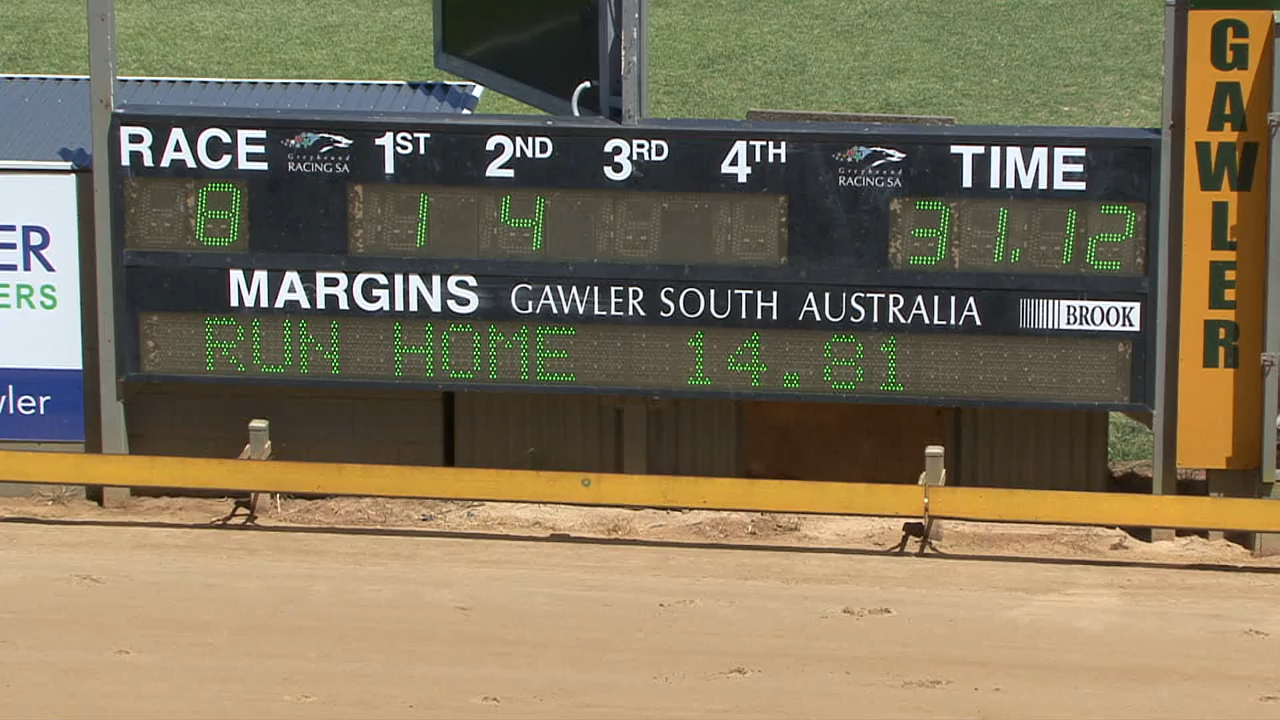 RACE 1ST 2ND 3RD 4TH TIME
Greyhound RACING SA
Greyhound RACING SA
8 1 4 31.12
MARGINS GAWLER SOUTH AUSTRALIA BROOK
RUN HOME 14.81
GAWLER
ER
ERS
wler